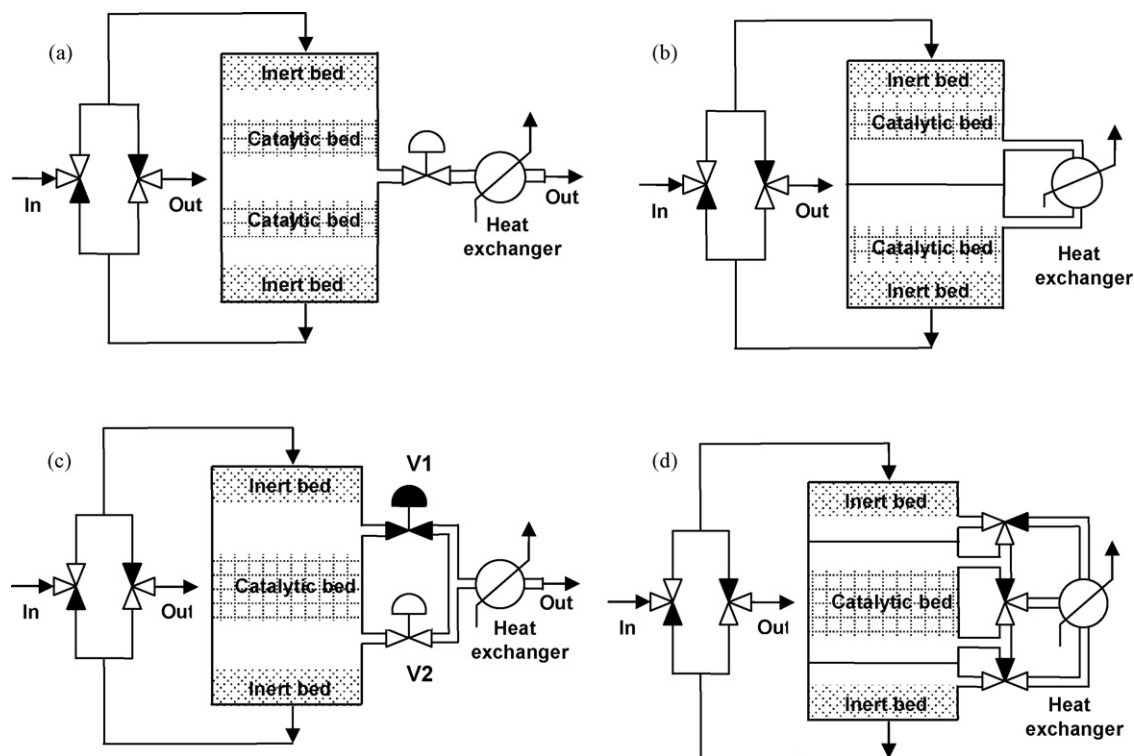 (a)
Inert bed
Catalytic bed
In
Out
Catalytic bed
Heat
exchanger
Out
Inert bed
(b)
Inert bed
Catalytic bed
In
Out
Catalytic bed
Heat
exchanger
Inert bed
(c)
V1
Inert bed
Catalytic bed
In
Out
Out
Heat
exchanger
V2
Inert bed
(d)
Inert bed
Catalytic bed
In
Out
Inert bed
Heat
exchanger